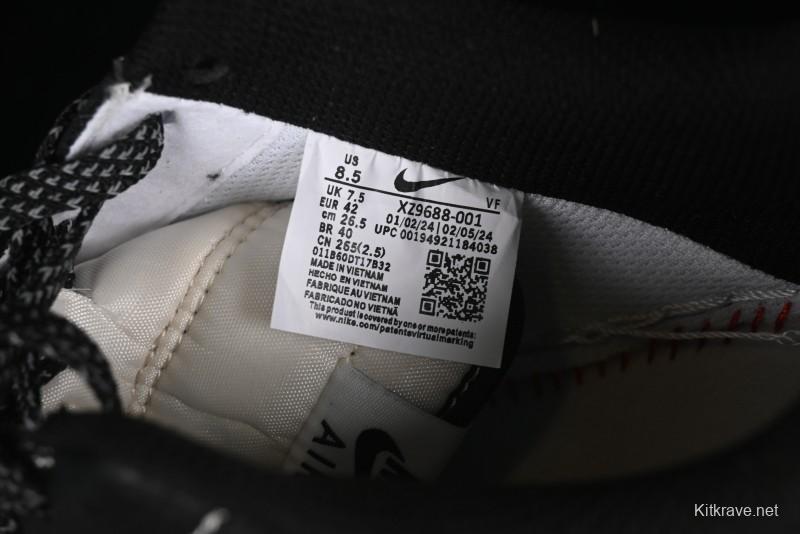 US
8.5
VF
UK 7.5
EUR 42
cm 26.5
BR 40
CN 265(2.5)
XZ9688-001
01/02/24 | 02/05/24
UPC 00194921184038
011B60DT17B32
MADE IN VIETNAM
HECHO EN VIETNAM
FABRIQUE AU VIETNAM
FABRICADO NO VIETNÃ
This product is covered by one or more patents:
www.nike.com/patentsvirtualmarking
AIR
Kitkrave.net